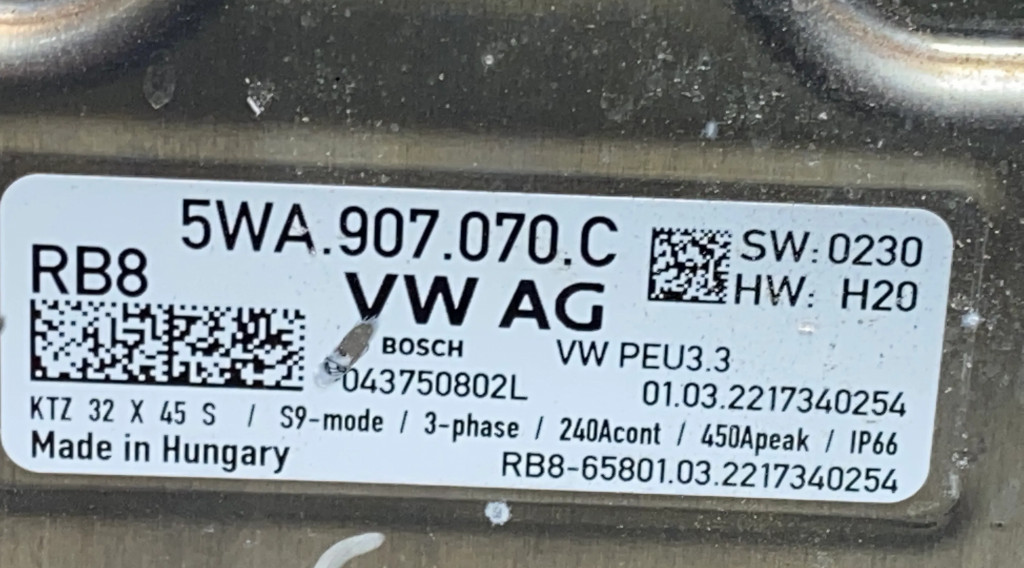 5WA.907.070.C
SW: 0230
HW: H20
RB8
VW AG
BOSCH
VW PEU3.3
043750802L
01.03.2217340254
KTZ 32 X 45 S / S9-mode / 3-phase / 240Acont / 450Apeak / IP66
Made in Hungary
RB8-65801.03.2217340254